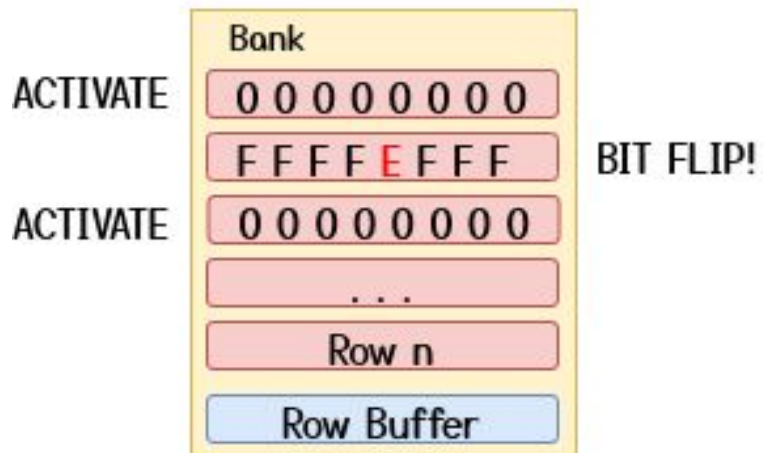 Bank
ACTIVATE 0 0 0 0 0 0 0 0
F F F F E F F F BIT FLIP!
ACTIVATE 0 0 0 0 0 0 0 0
. . .
Row n
Row Buffer